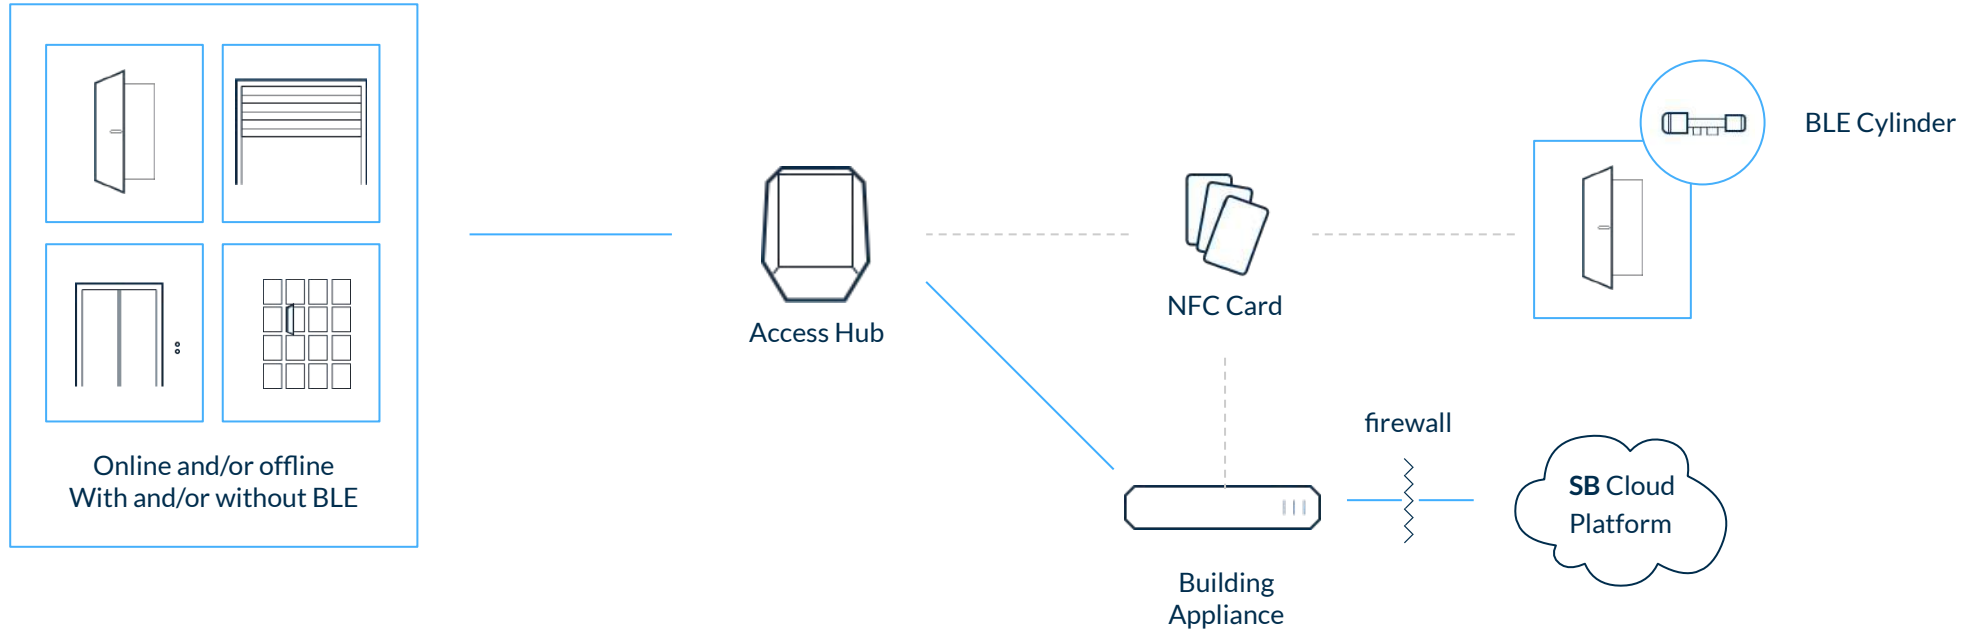 Online and/or offline
With and/or without BLE
Access Hub
NFC Card
BLE Cylinder
firewall
SB Cloud
Platform
Building
Appliance